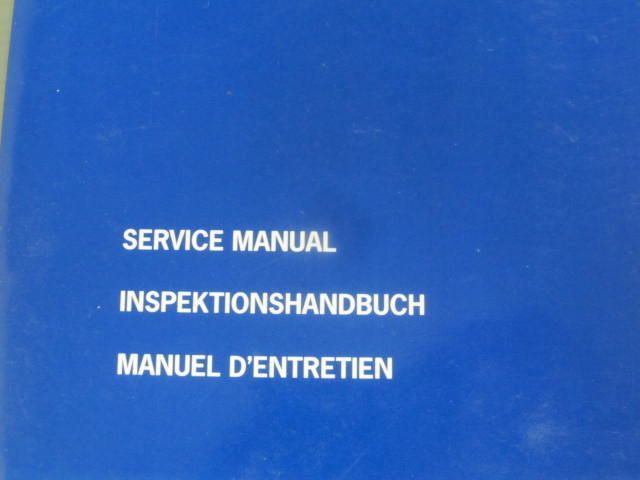 SERVICE MANUAL
INSPEKTIONSHANDBUCH
MANUEL D'ENTRETIEN